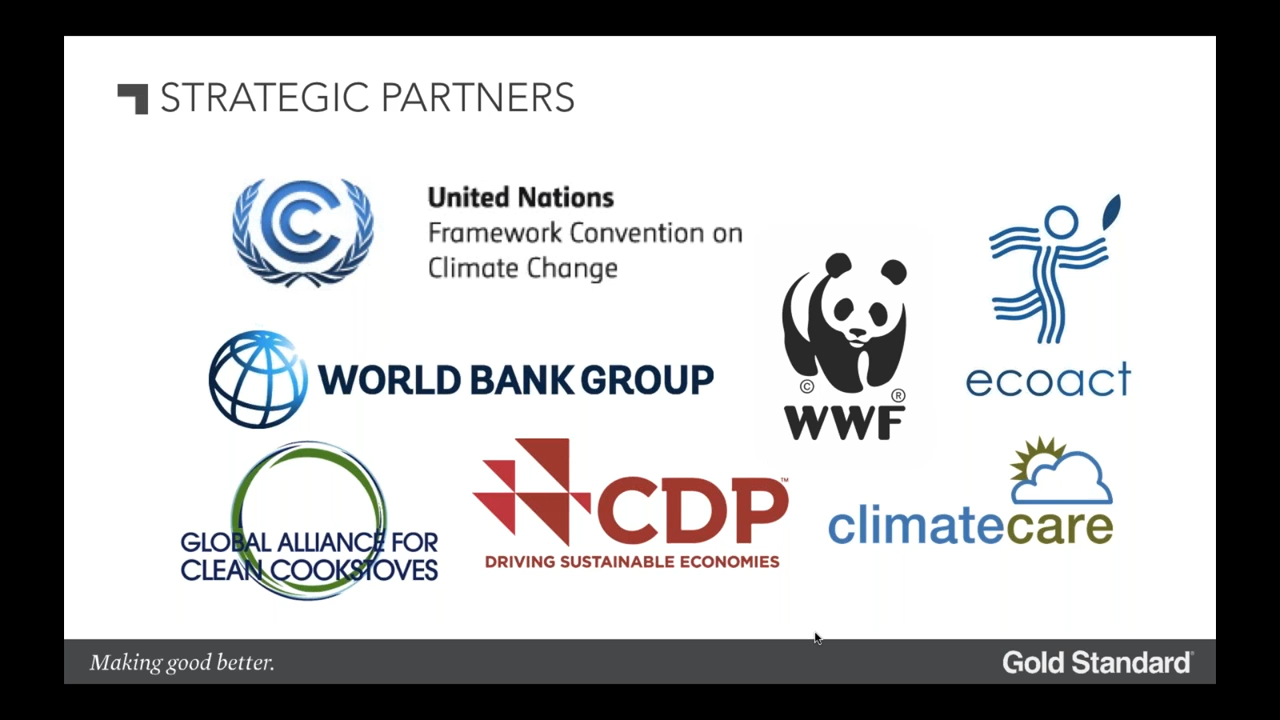 STRATEGIC PARTNERS
United Nations
Framework Convention on
Climate Change
WORLD BANK GROUP
© ®
WWF
ecoact
GLOBAL ALLIANCE FOR
CLEAN COOKSTOVES
CDP™
DRIVING SUSTAINABLE ECONOMIES
climatecare
Making good better.
Gold Standard®